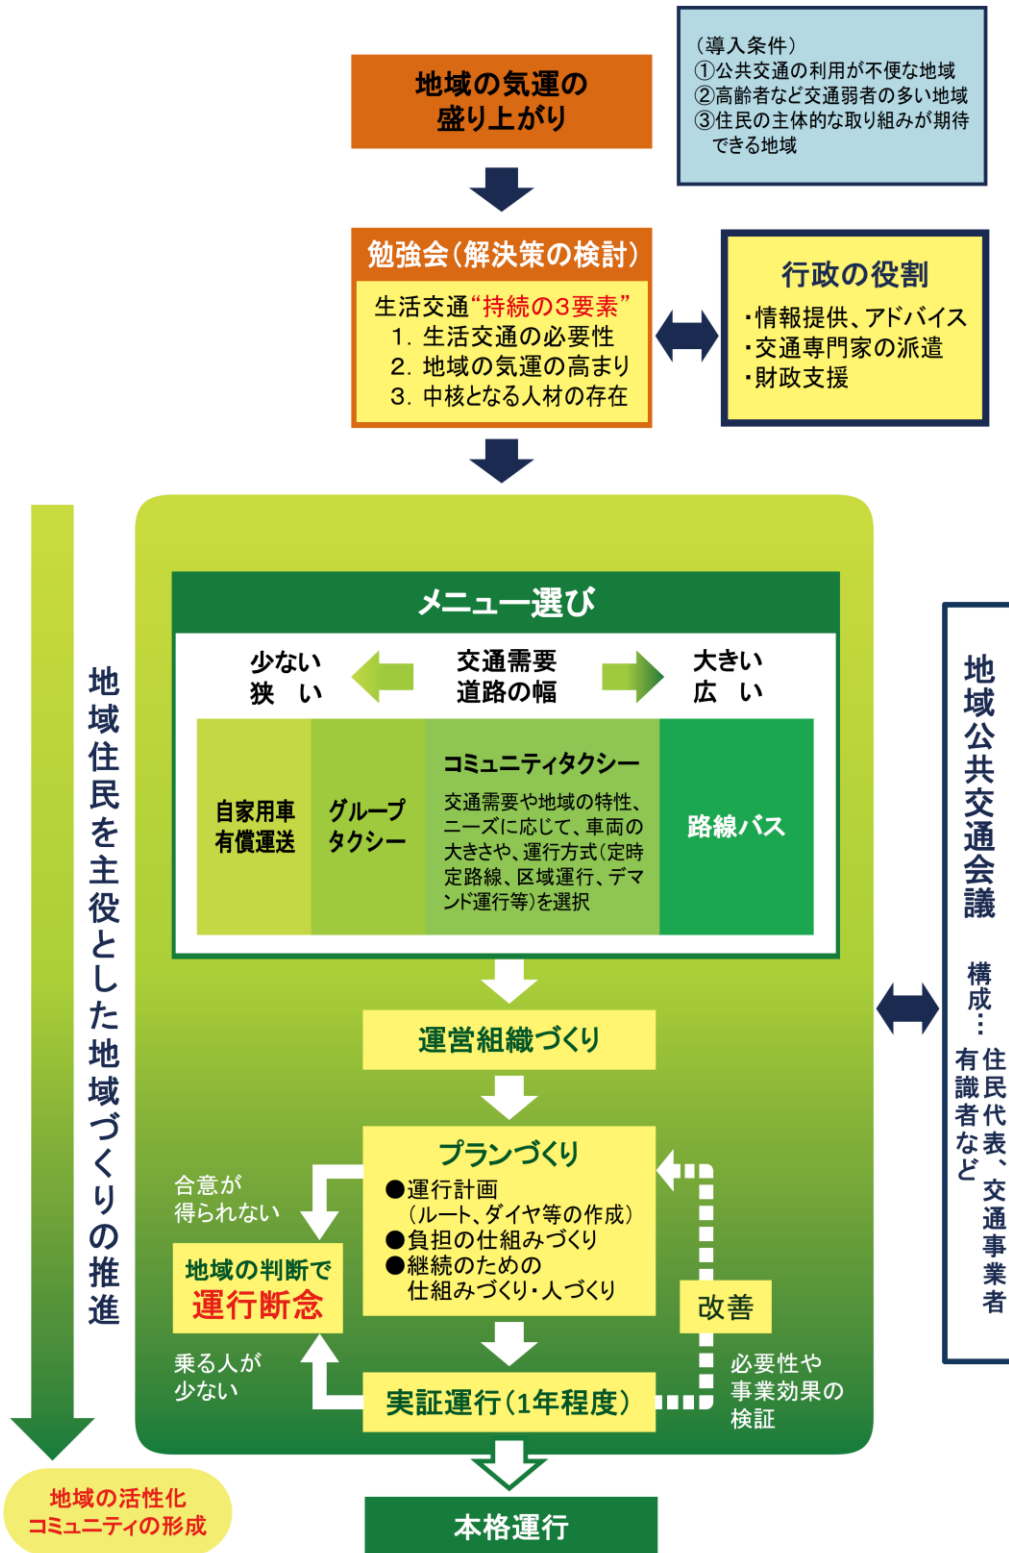 地域の気運の
盛り上がり
（導入条件）
①公共交通の利用が不便な地域
②高齢者など交通弱者の多い地域
③住民の主体的な取り組みが期待
できる地域
勉強会（解決策の検討）
生活交通“持続の3要素”
1．生活交通の必要性
2．地域の気運の高まり
3．中核となる人材の存在
行政の役割
・情報提供、アドバイス
・交通専門家の派遣
・財政支援
地域住民を主役とした地域づくりの推進
メニュー選び
少ない
狭　い
交通需要
道路の幅
大きい
広　い
自家用車
有償運送
グループ
タクシー
コミュニティタクシー
交通需要や地域の特性、
ニーズに応じて、車両の
大きさや、運行方式（定時
定路線、区域運行、デマ
ンド運行等）を選択
路線バス
運営組織づくり
プランづくり
●運行計画
（ルート、ダイヤ等の作成）
●負担の仕組みづくり
●継続のための
仕組みづくり・人づくり
合意が
得られない
地域の判断で
運行断念
乗る人が
少ない
改善
必要性や
事業効果の
検証
実証運行（1年程度）
本格運行
地域の活性化
コミュニティの形成
地域公共交通会議
構成…
住民代表、交通事業者
有識者など